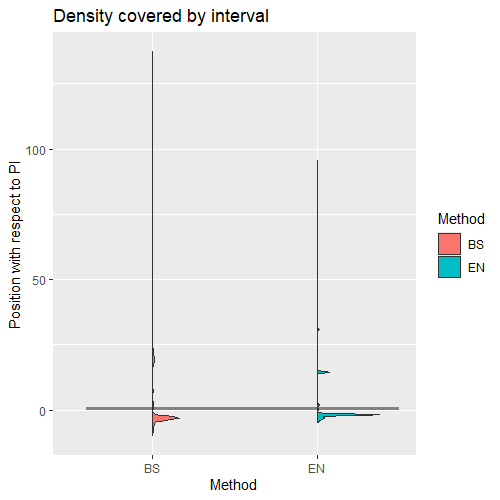 Density covered by interval
Position with respect to PI
100
50
0
BS
EN
Method
Method
BS
EN